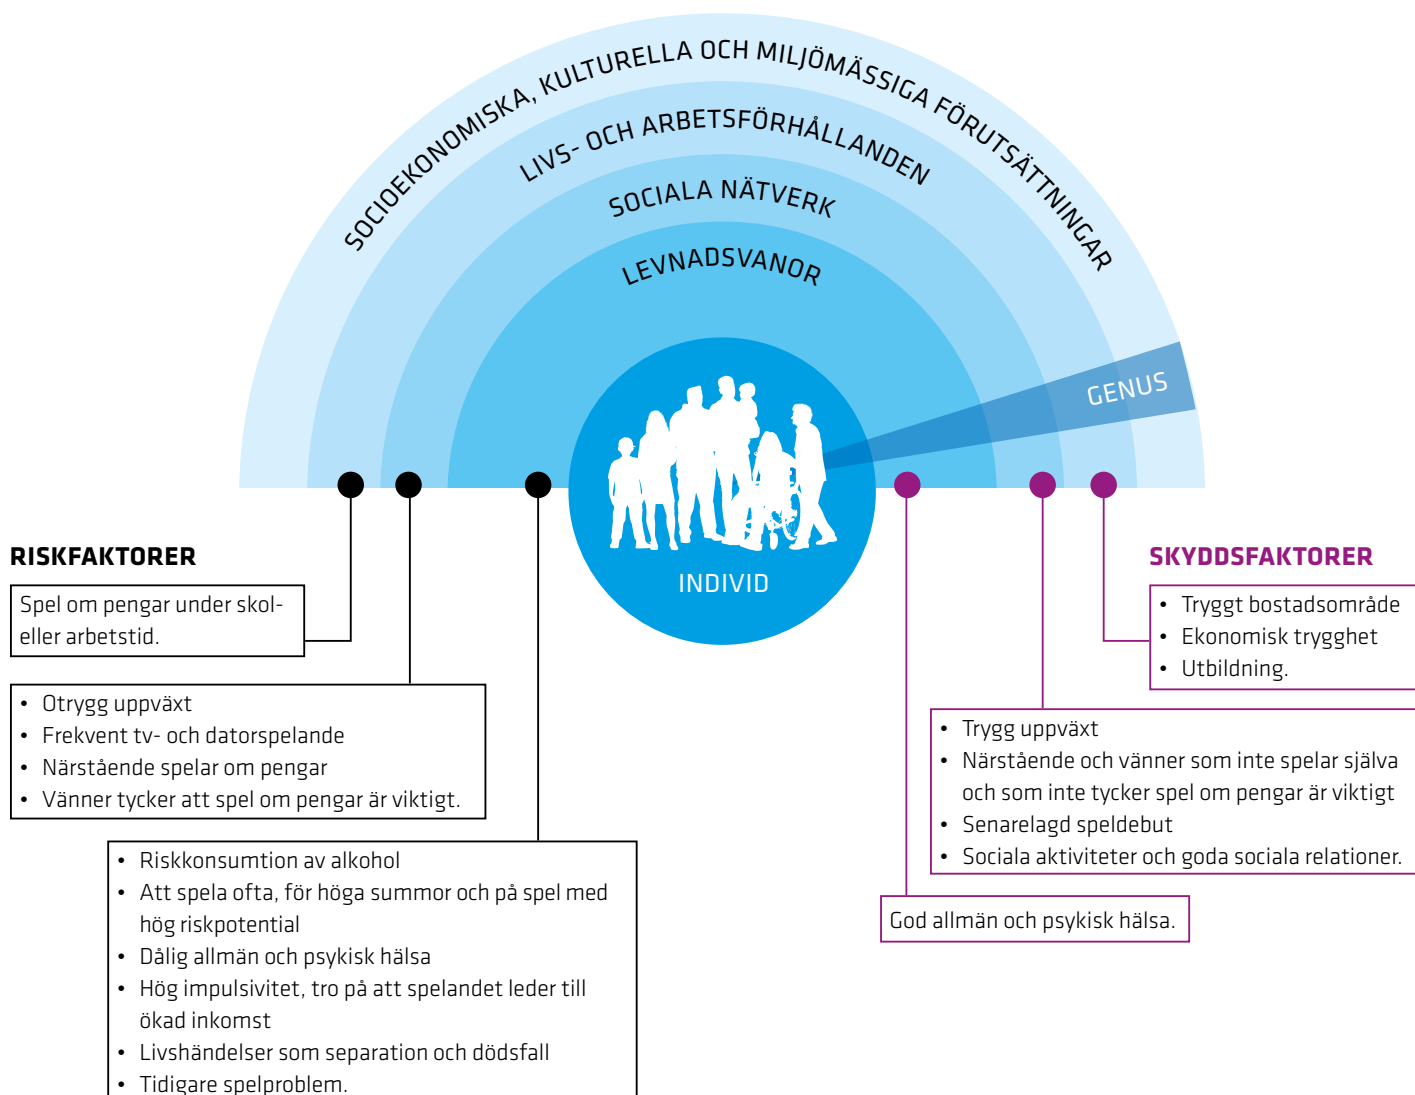 SOCIOEKONOMISKA, KULTURELLA OCH MILJÖMÄSSIGA FÖRUTSÄTTNINGAR
LIVS- OCH ARBETSFÖRHÅLLANDEN
SOCIALA NÄTVERK
LEVNADSVANOR
GENUS
INDIVID
RISKFAKTORER
Spel om pengar under skol-
eller arbetstid.
• Otrygg uppväxt
• Frekvent tv- och datorspelande
• Närstående spelar om pengar
• Vänner tycker att spel om pengar är viktigt.
• Riskkonsumtion av alkohol
• Att spela ofta, för höga summor och på spel med
hög riskpotential
• Dålig allmän och psykisk hälsa
• Hög impulsivitet, tro på att spelandet leder till
ökad inkomst
• Livshändelser som separation och dödsfall
• Tidigare spelproblem.
SKYDDSFAKTORER
• Tryggt bostadsområde
• Ekonomisk trygghet
• Utbildning.
• Trygg uppväxt
• Närstående och vänner som inte spelar själva
och som inte tycker spel om pengar är viktigt
• Senarelagd speldebut
• Sociala aktiviteter och goda sociala relationer.
God allmän och psykisk hälsa.